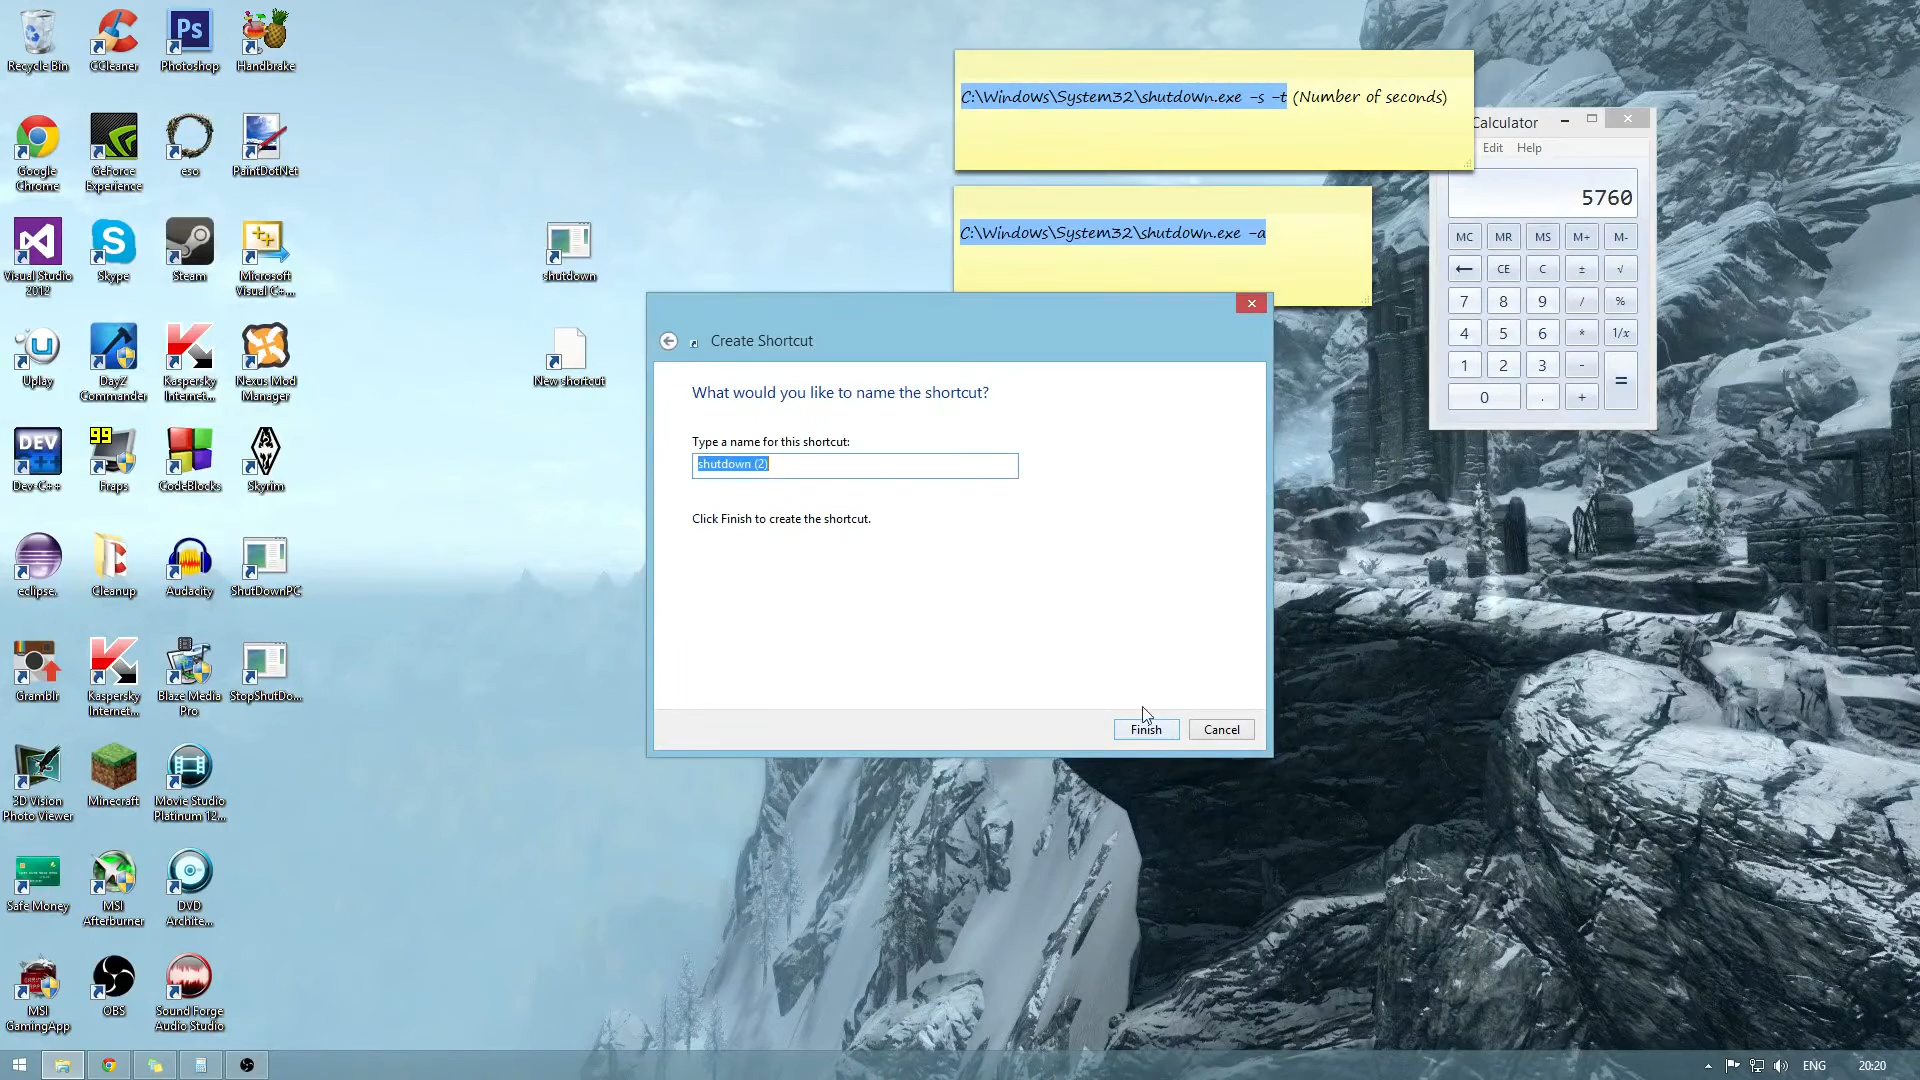 Recycle Bin
CCleaner
Photoshop
Ps
Handbrake
Google
Chrome
GeForce
Experience
eso
PaintDotNet
Visual Studio
2012
Skype
Steam
Microsoft
Visual C+...
Uplay
DayZ
Commander
Kaspersky
Internet...
Nexus Mod
Manager
DEV
Dev-C++
99
Fraps
CodeBlocks
Skyrim
eclipse.
Cleanup
Audacity
ShutDownPC
Gramblr
Kaspersky
Internet...
Blaze Media
Pro
StopShutDo...
3D Vision
Photo Viewer
Minecraft
Movie Studio
Platinum 12...
Safe Money
MSI
Afterburner
DVD
Archite...
MSI
GamingApp
OBS
Sound Forge
Audio Studio
shutdown
New shortcut
C:\Windows\System32\shutdown.exe -s -t (Number of seconds)
C:\Windows\System32\shutdown.exe -a
Calculator
Edit Help
5760
MC MR MS M+ M-
← CE C ± √
7 8 9 / %
4 5 6 * 1/x
1 2 3 - =
0 . +
Create Shortcut
What would you like to name the shortcut?
Type a name for this shortcut:
shutdown (2)
Click Finish to create the shortcut.
Finish Cancel
ENG 20:20